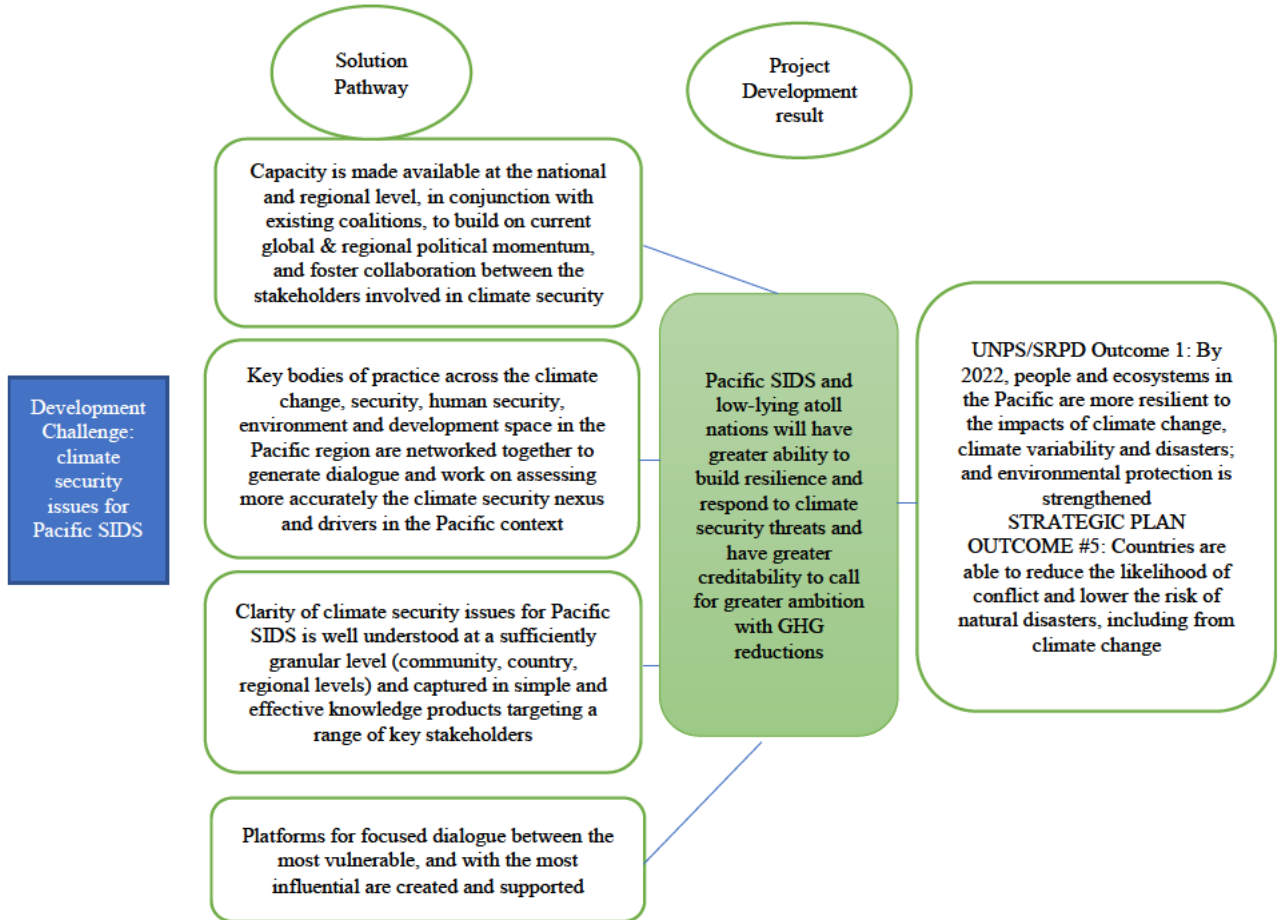 Solution
Pathway
Project
Development
result
Capacity is made available at the national
and regional level, in conjunction with
existing coalitions, to build on current
global & regional political momentum,
and foster collaboration between the
stakeholders involved in climate security
Key bodies of practice across the climate
change, security, human security,
environment and development space in the
Pacific region are networked together to
generate dialogue and work on assessing
more accurately the climate security nexus
and drivers in the Pacific context
Clarity of climate security issues for Pacific
SIDS is well understood at a sufficiently
granular level (community, country,
regional levels) and captured in simple and
effective knowledge products targeting a
range of key stakeholders
Platforms for focused dialogue between the
most vulnerable, and with the most
influential are created and supported
Development
Challenge:
climate
security
issues for
Pacific SIDS
Pacific SIDS and
low-lying atoll
nations will have
greater ability to
build resilience and
respond to climate
security threats and
have greater
creditability to call
for greater ambition
with GHG
reductions
UNPS/SRPD Outcome 1: By
2022, people and ecosystems in
the Pacific are more resilient to
the impacts of climate change,
climate variability and disasters;
and environmental protection is
strengthened
STRATEGIC PLAN
OUTCOME #5: Countries are
able to reduce the likelihood of
conflict and lower the risk of
natural disasters, including from
climate change